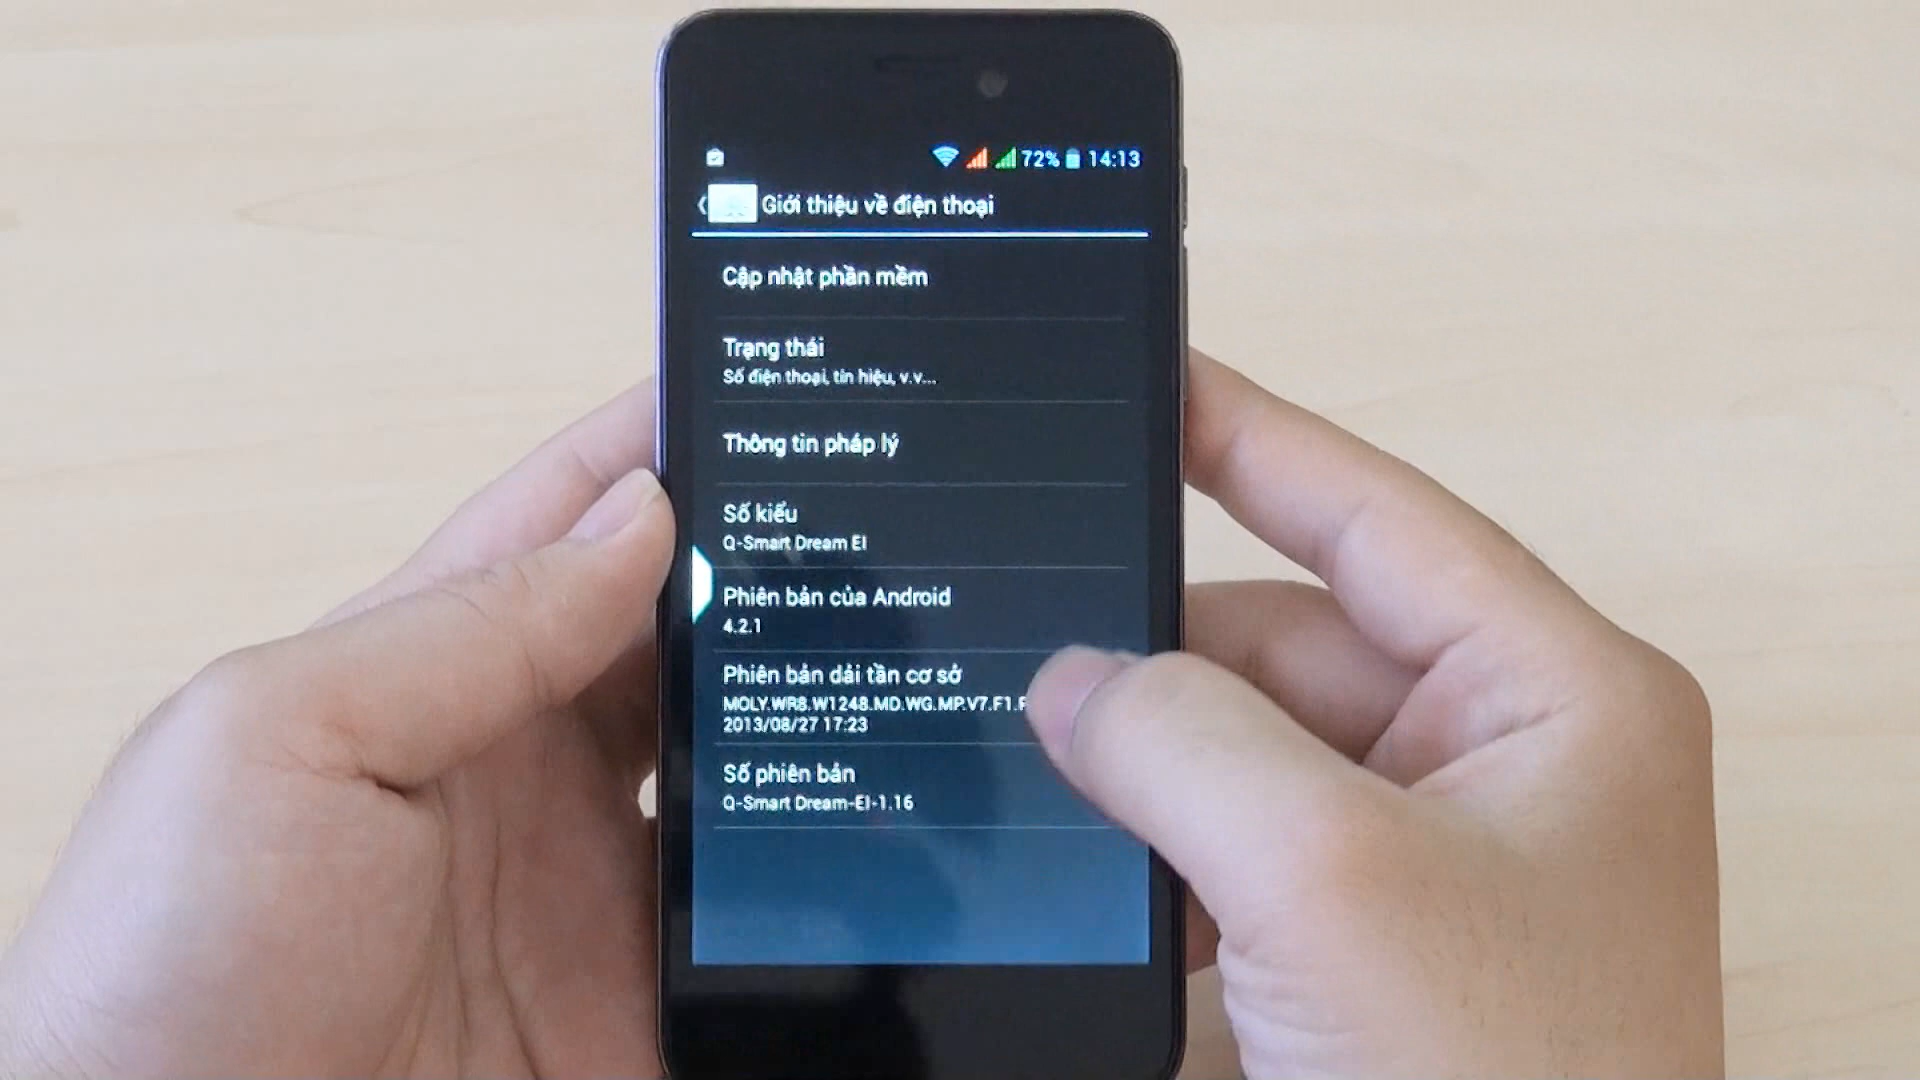 72% 14:13
Giới thiệu về điện thoại
Cập nhật phần mềm
Trạng thái
Số điện thoại, tín hiệu, v.v...
Thông tin pháp lý
Số kiểu
Q-Smart Dream EI
Phiên bản của Android
4.2.1
Phiên bản dải tần cơ sở
MOLY.WR8.W1248.MD.WG.MP.V7.F1.P
2013/08/27 17:23
Số phiên bản
Q-Smart Dream-EI-1.16